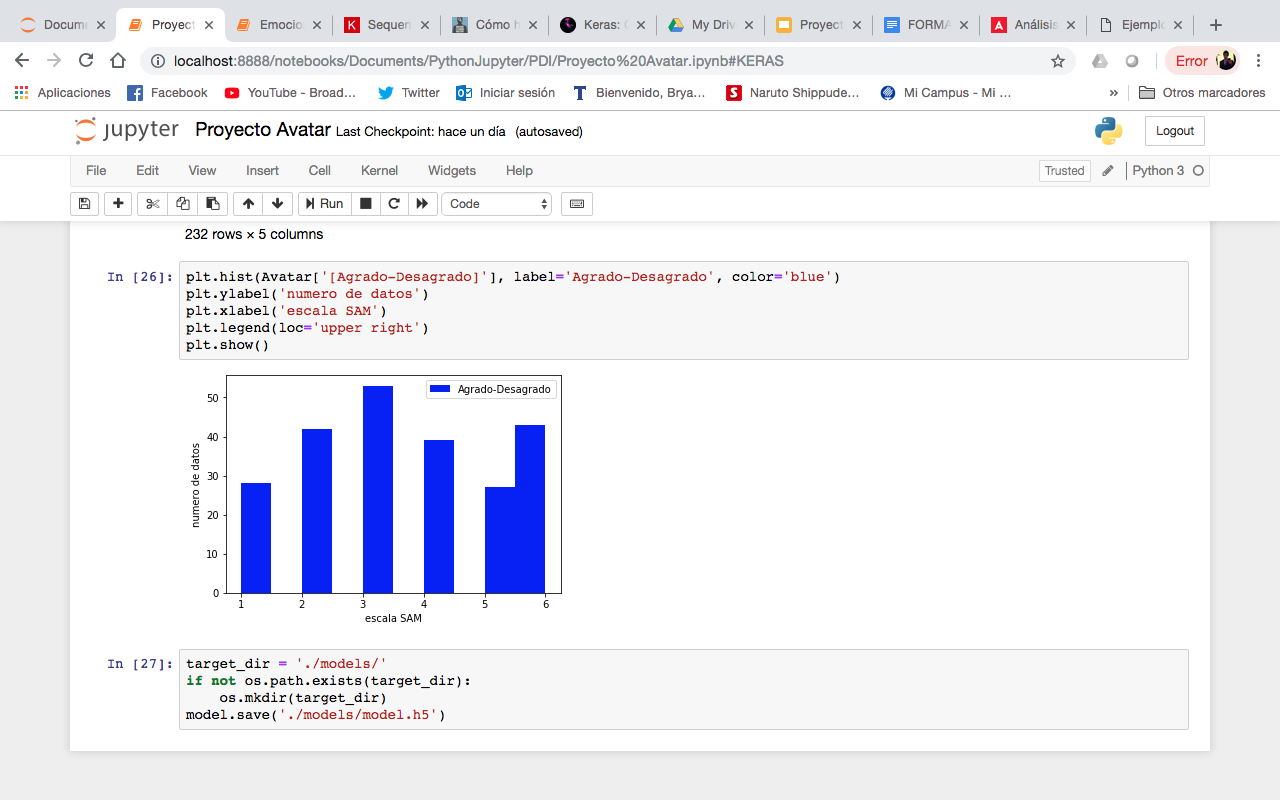 Docume
Proyect
Emocio
Sequen
Cómo h
Keras: G
My Driv
Proyect
FORMA
Análisis
Ejemplo
localhost:8888/notebooks/Documents/PythonJupyter/PDI/Proyecto%20Avatar.ipynb#KERAS
Error
Aplicaciones
Facebook
YouTube - Broad...
Twitter
Iniciar sesión
Bienvenido, Brya...
Naruto Shippude...
Mi Campus - Mi ...
»
Otros marcadores
jupyter
Proyecto Avatar Last Checkpoint: hace un día (autosaved)
Logout
File Edit View Insert Cell Kernel Widgets Help
Trusted
Python 3
Run
Code
232 rows × 5 columns
In [26]:
plt.hist(Avatar['[Agrado-Desagrado]'], label='Agrado-Desagrado', color='blue')
plt.ylabel('numero de datos')
plt.xlabel('escala SAM')
plt.legend(loc='upper right')
plt.show()
Agrado-Desagrado
50
40
30
20
10
0
numero de datos
1 2 3 4 5 6
escala SAM
In [27]:
target_dir = './models/'
if not os.path.exists(target_dir):
    os.mkdir(target_dir)
model.save('./models/model.h5')